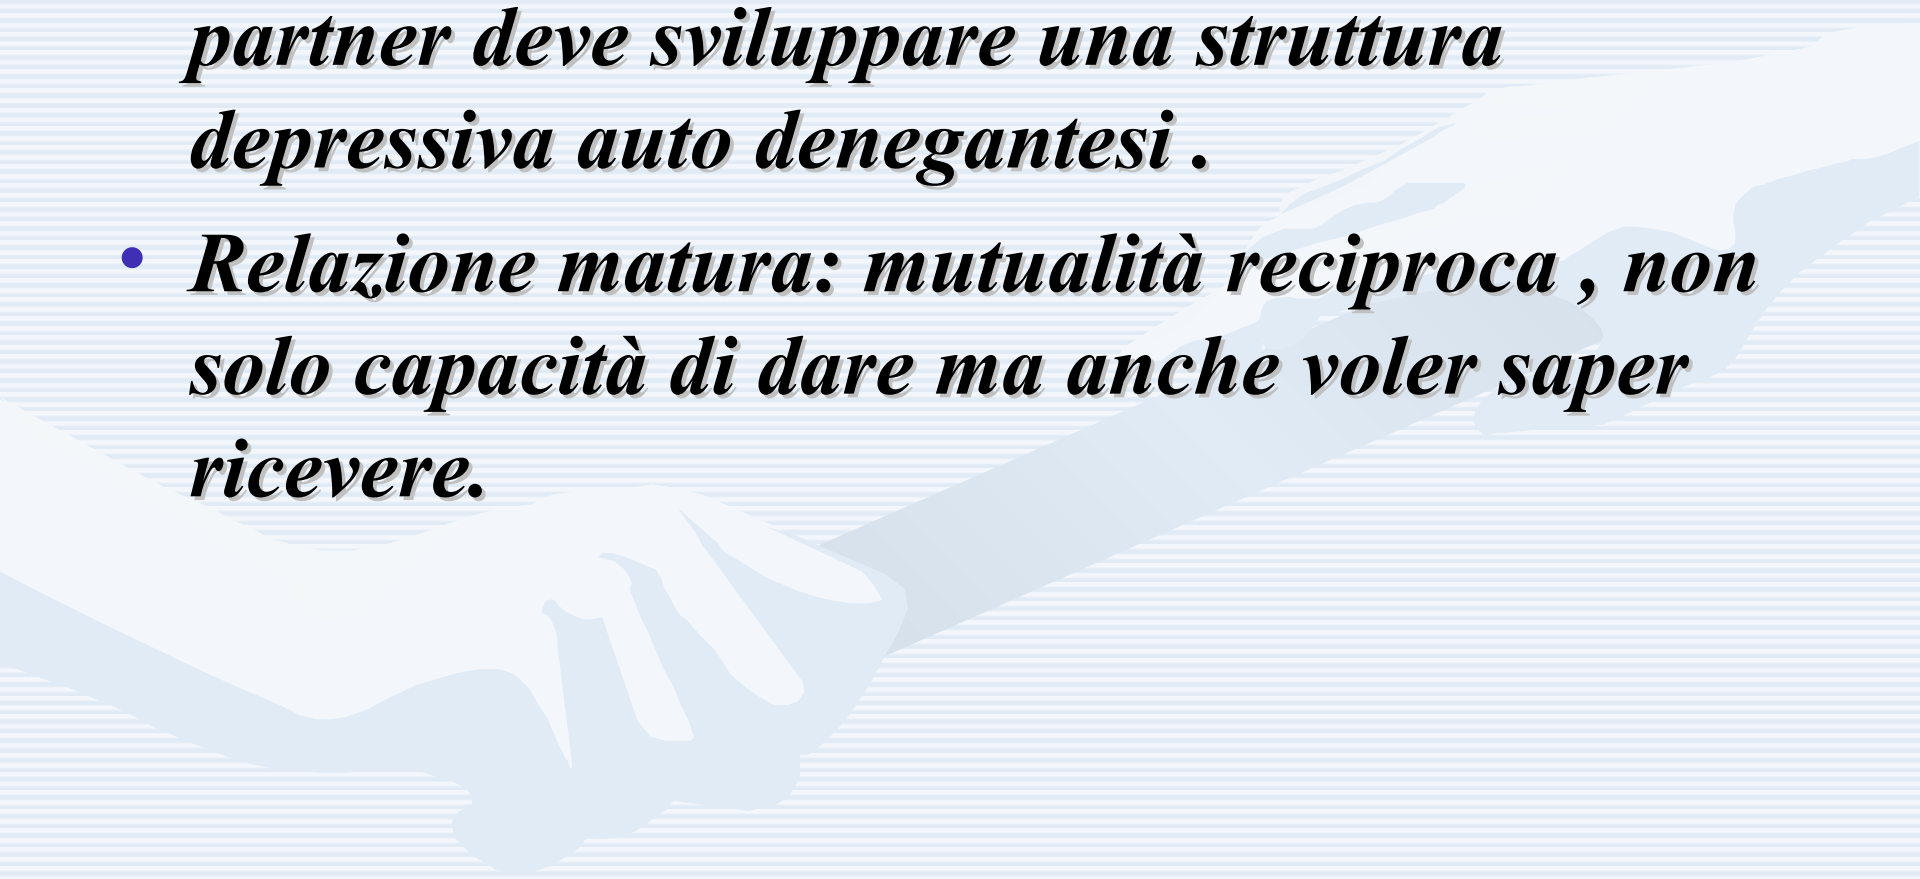 partner deve sviluppare una struttura
depressiva auto denegantesi .
• Relazione matura: mutualità reciproca , non
solo capacità di dare ma anche voler saper
ricevere.